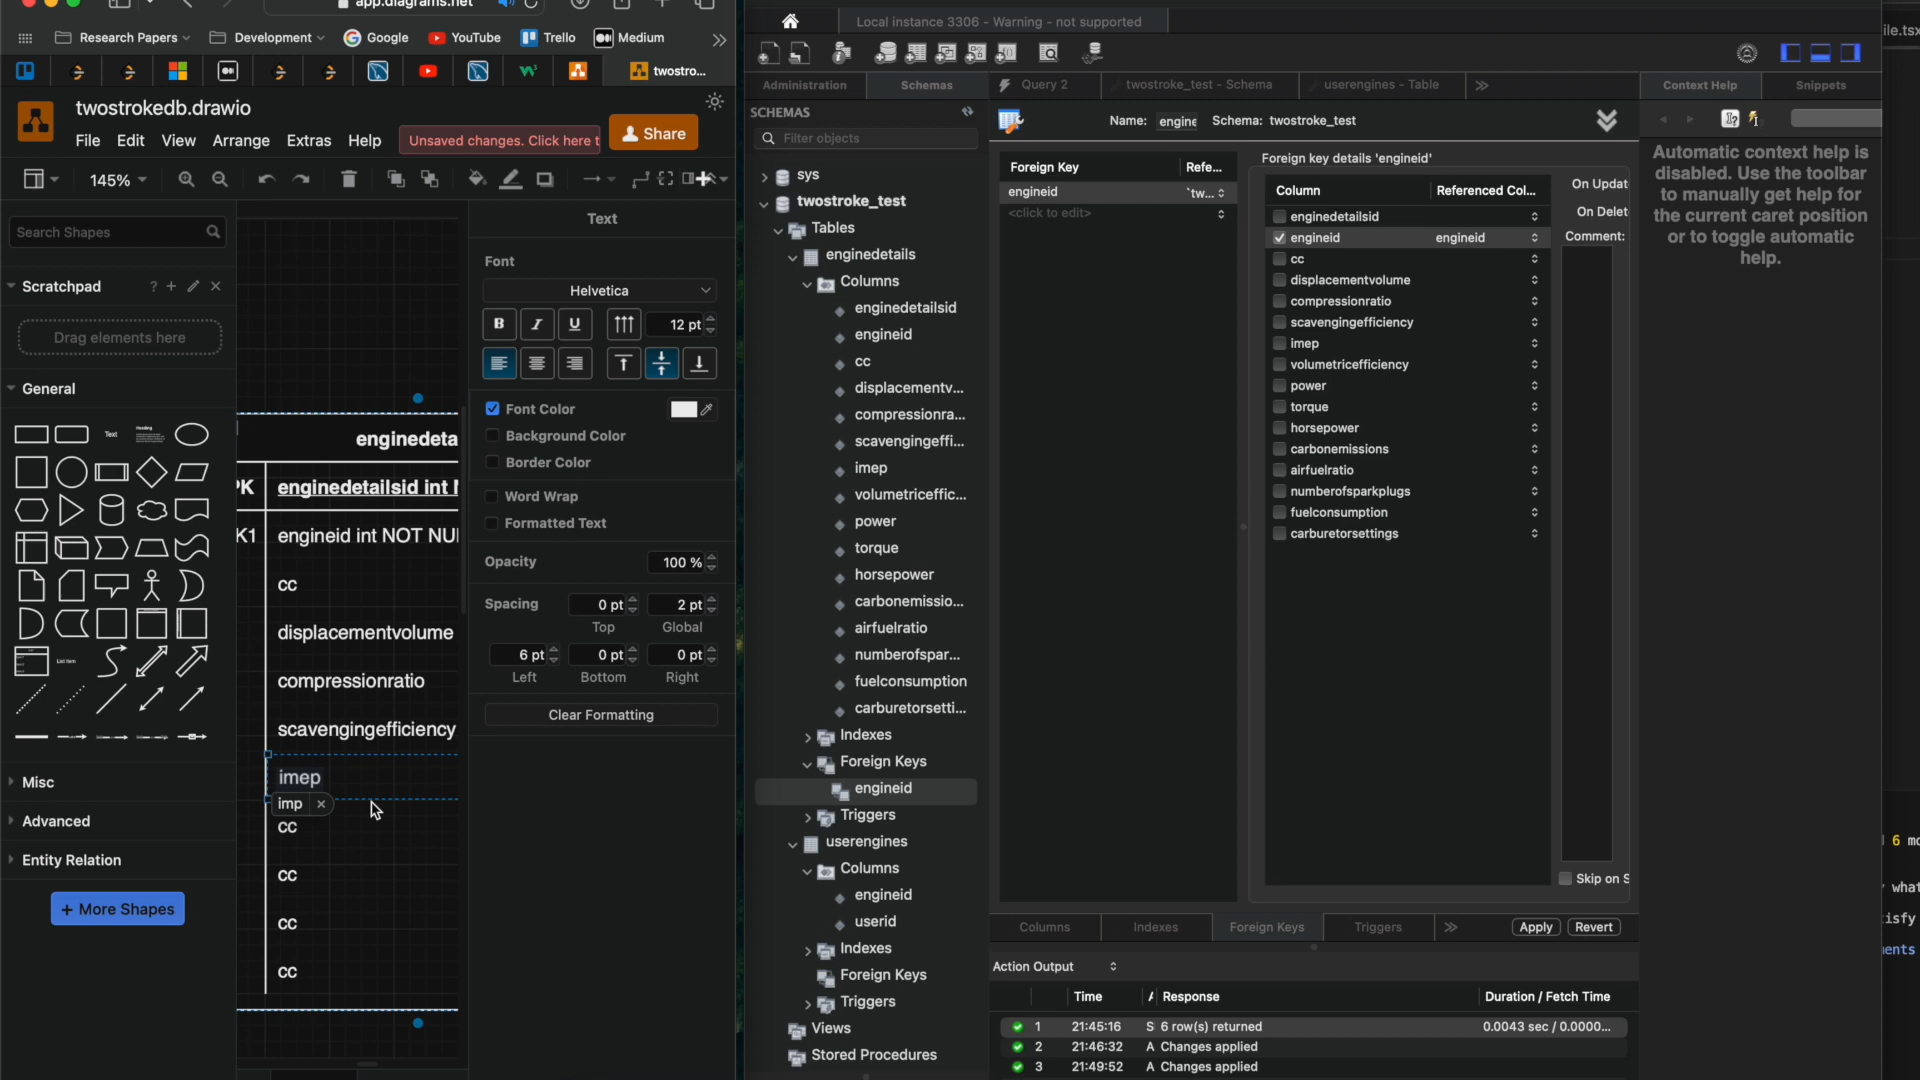 app.diagrams.net
Research Papers
Development
Google
YouTube
Trello
Medium
twostro...
twostrokedb.drawio
File
Edit
View
Arrange
Extras
Help
Unsaved changes. Click here t
Share
145%
Search Shapes
Scratchpad
Drag elements here
General
Text
Heading
List Item
Misc
Advanced
Entity Relation
+ More Shapes
enginedeta
PK
enginedetailsid int N
K1
engineid int NOT NUI
cc
displacementvolume
compressionratio
scavengingefficiency
imep
imp
cc
cc
cc
cc
Text
Font
Helvetica
B
I
U
12 pt
Font Color
Background Color
Border Color
Word Wrap
Formatted Text
Opacity
100 %
Spacing
0 pt
2 pt
Top
Global
6 pt
0 pt
0 pt
Left
Bottom
Right
Clear Formatting
Local instance 3306 - Warning - not supported
Administration
Schemas
SCHEMAS
Filter objects
sys
twostroke_test
Tables
enginedetails
Columns
enginedetailsid
engineid
cc
displacementv...
compressionra...
scavengingeffi...
imep
volumetriceffic...
power
torque
horsepower
carbonemissio...
airfuelratio
numberofspar...
fuelconsumption
carburetorsetti...
Indexes
Foreign Keys
engineid
Triggers
userengines
Columns
engineid
userid
Indexes
Foreign Keys
Triggers
Views
Stored Procedures
Query 2
twostroke_test - Schema
userengines - Table
Name: engine
Schema: twostroke_test
Foreign Key
Refe...
engineid
`tw...
<click to edit>
Foreign key details 'engineid'
Column
Referenced Col...
enginedetailsid
engineid
engineid
cc
displacementvolume
compressionratio
scavengingefficiency
imep
volumetricefficiency
power
torque
horsepower
carbonemissions
airfuelratio
numberofsparkplugs
fuelconsumption
carburetorsettings
On Updat
On Delet
Comment:
Skip on S
Columns
Indexes
Foreign Keys
Triggers
Apply
Revert
Action Output
Time
Response
Duration / Fetch Time
1
21:45:16
S
6 row(s) returned
0.0043 sec / 0.0000...
2
21:46:32
A
Changes applied
3
21:49:52
A
Changes applied
Context Help
Snippets
Automatic context help is
disabled. Use the toolbar
to manually get help for
the current caret position
or to toggle automatic
help.
ile.tsx
6 mo
what
isfy
ents